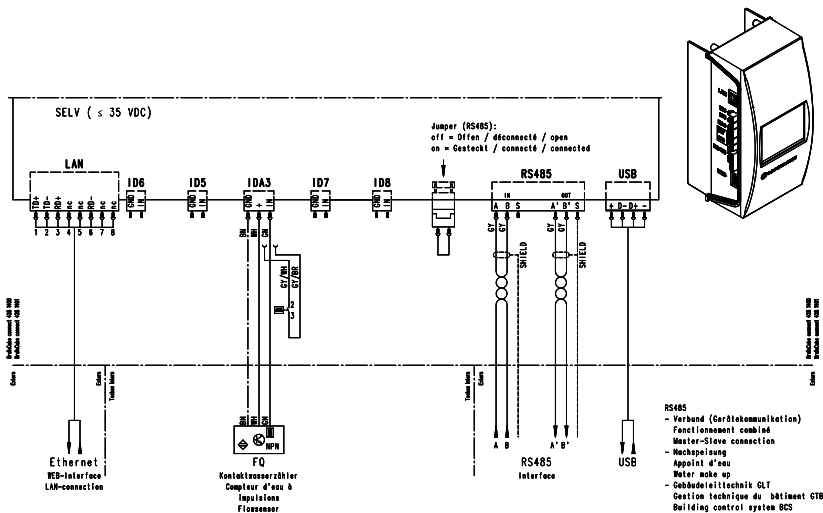 SELV ( ≤ 35 VDC)
Jumper (RS485):
off = Offen / déconnecté / open
on = Gesteckt / connecté / connected
LAN
ID6
ID5
IDA3
ID7
ID8
RS485
USB
IN
OUT
TD+
TD-
RD+
nc
nc
RD-
nc
nc
GND
IN
GND
IN
GND
+
IN
GND
IN
GND
IN
A
B
S
A'
B'
S
+
D-
D+
-
1
2
3
4
5
6
7
8
BN
WH
GN
GY
GY
GY
GY
SHIELD
SHIELD
GY/WH
GY/BR
2
3
Extern
Extern
Extern
Extern
BN
WH
GN
NPN
A
B
A'
B'
Ethernet
WEB-Interface
LAN-connection
FQ
Kontaktwasserzähler
Compteur d'eau à
impulsions
Flowsensor
RS485
Interface
USB
RS485
- Verbund (Gerätekommunikation)
Fonctionnement combiné
Master-Slave connection
- Nachspeisung
Appoint d'eau
Water make up
- Gebäudeleittechnik GLT
Gestion technique du bâtiment GTB
Building control system BCS